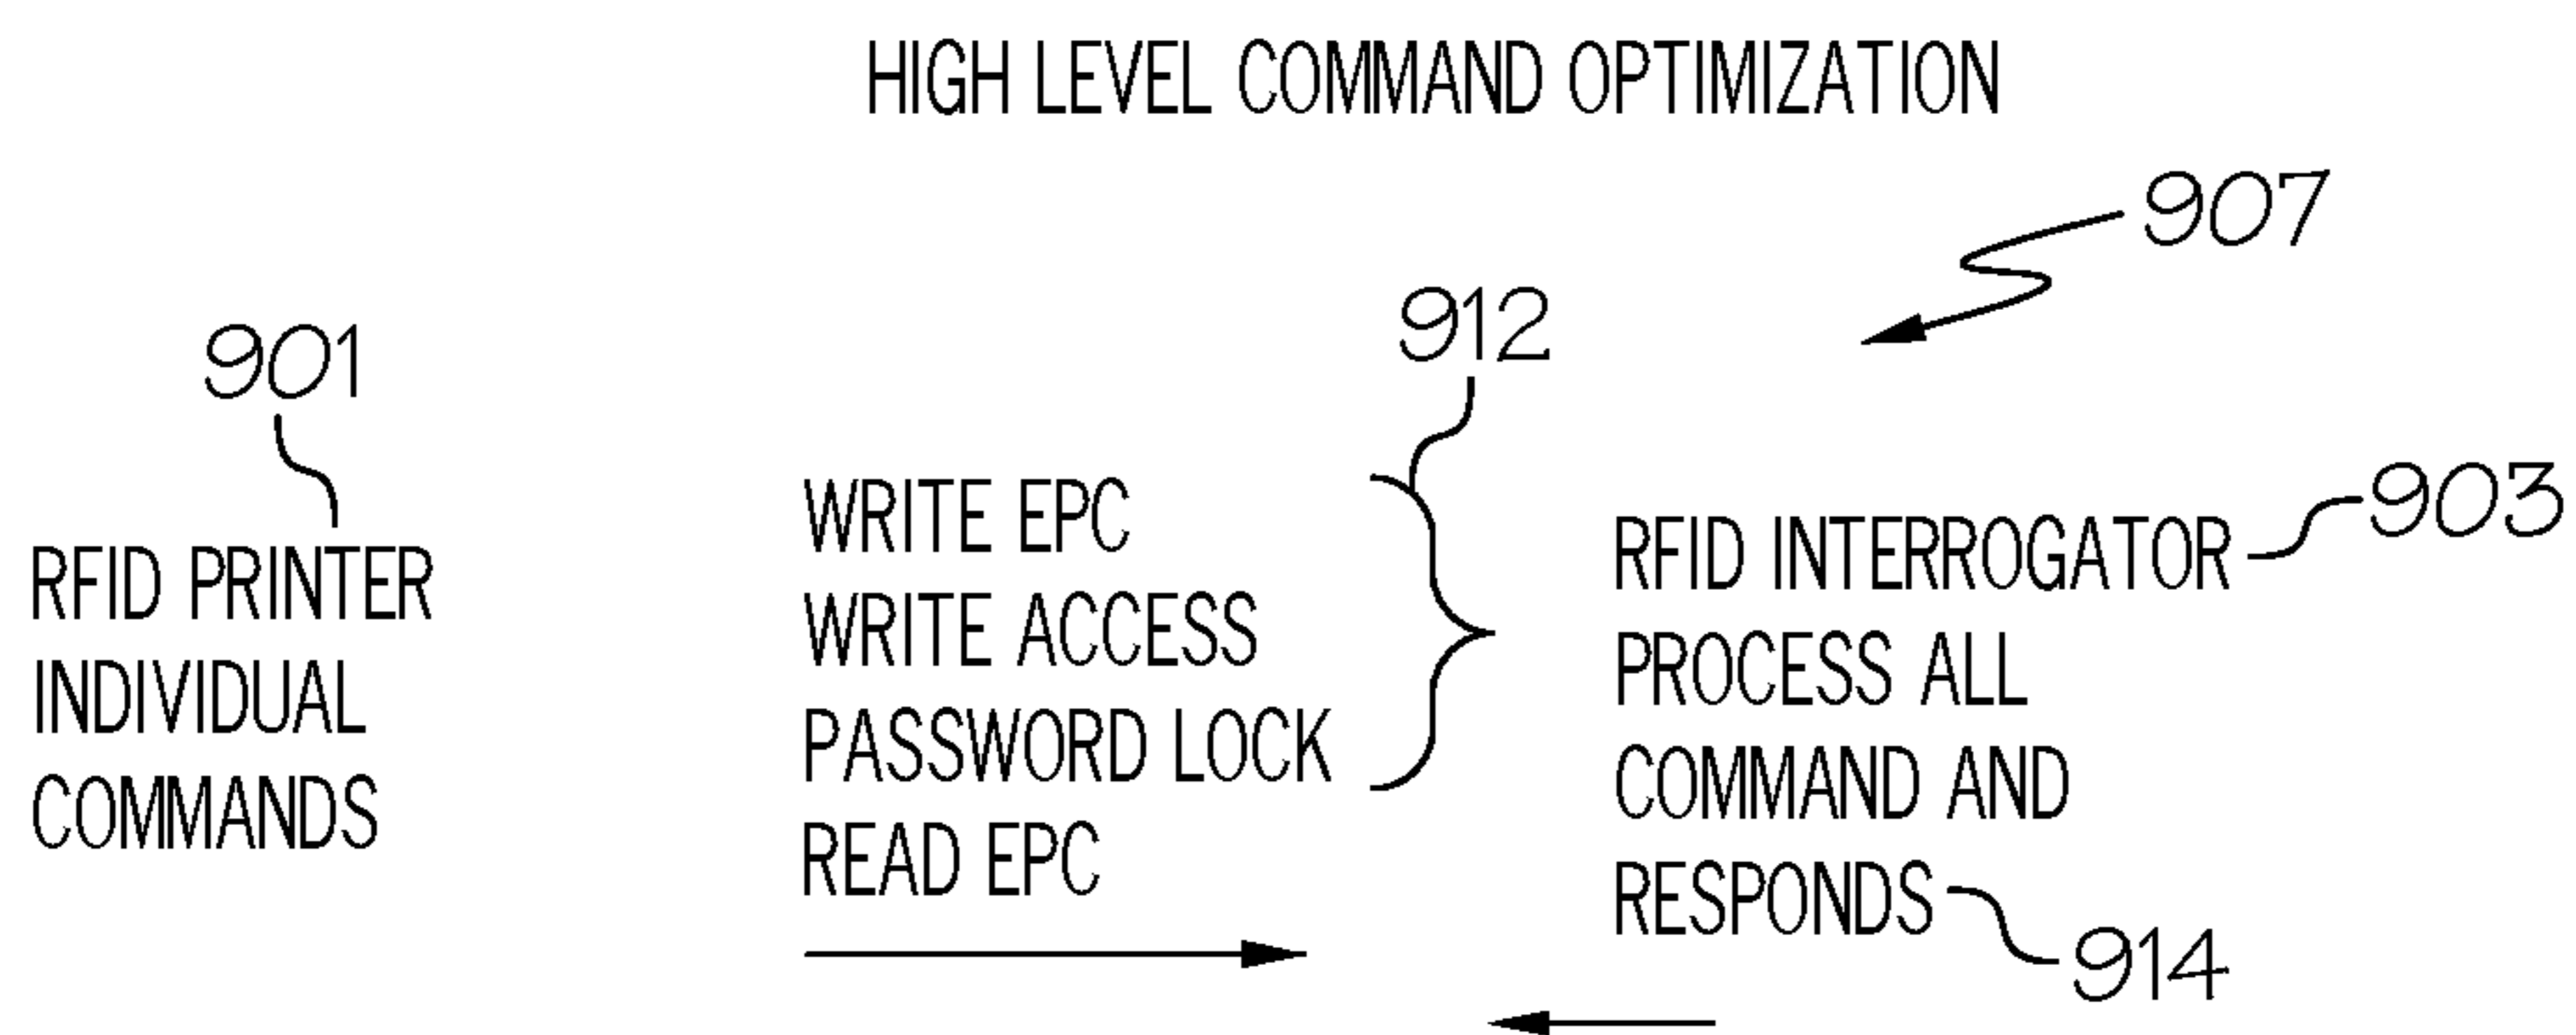 HIGH LEVEL COMMAND OPTIMIZATION
907
912
901
903
RFID PRINTER
INDIVIDUAL
COMMANDS
WRITE EPC
WRITE ACCESS
PASSWORD LOCK
READ EPC
RFID INTERROGATOR
PROCESS ALL
COMMAND AND
RESPONDS
914